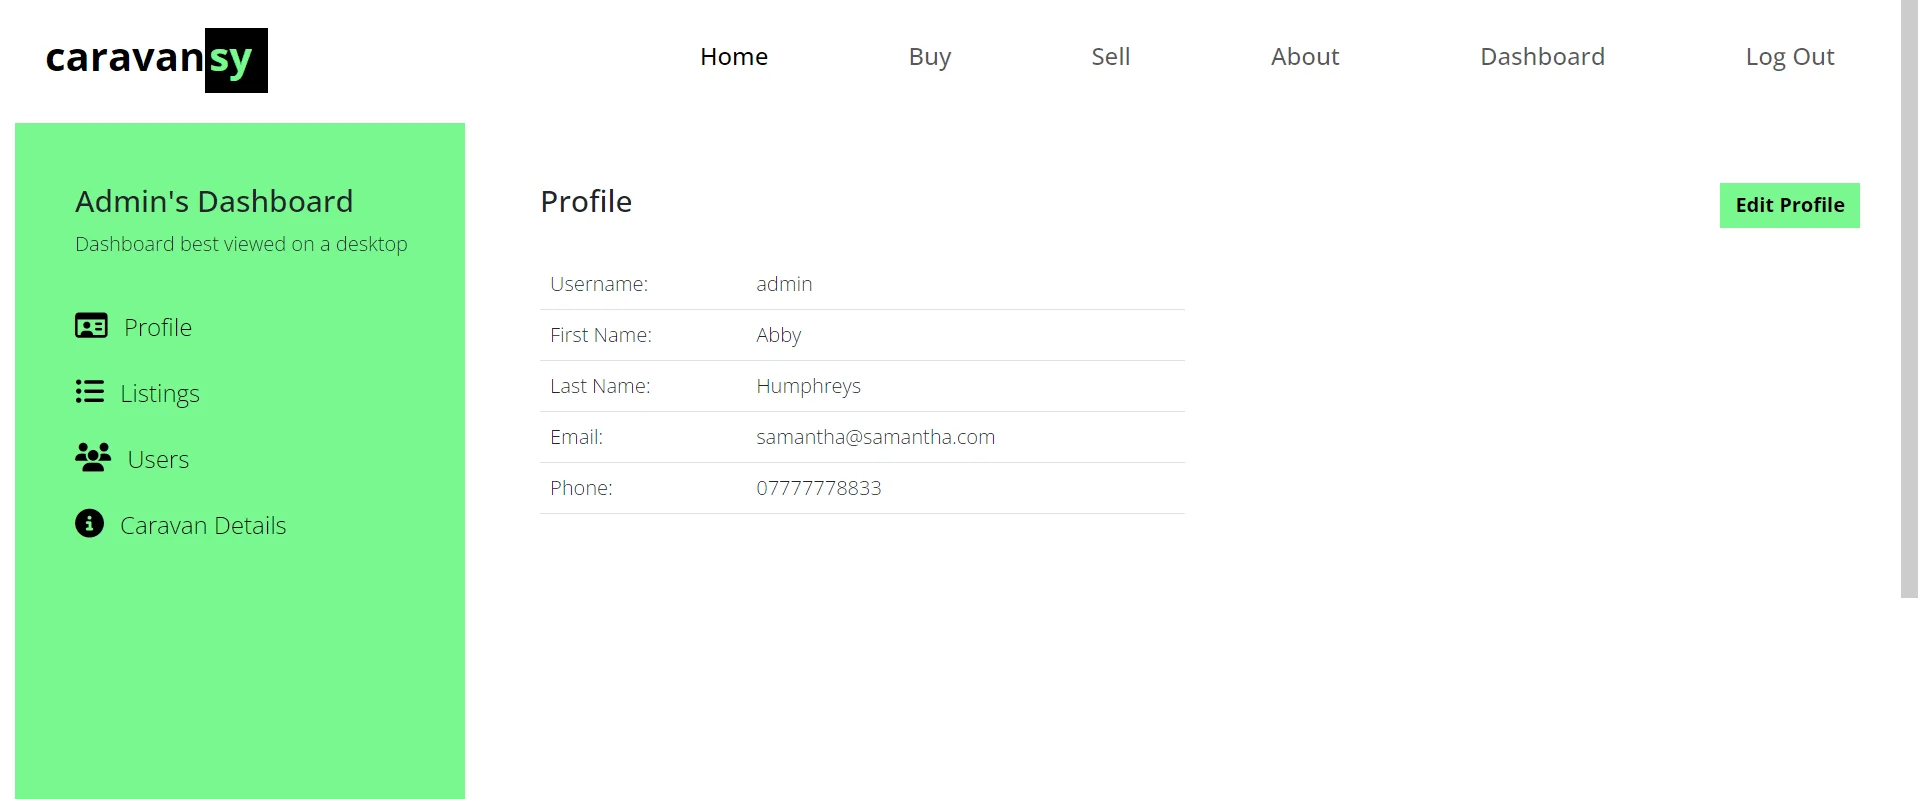 caravansy Home Buy Sell About Dashboard Log Out
Admin's Dashboard
Dashboard best viewed on a desktop
Profile
Listings
Users
Caravan Details
Profile
Edit Profile
Username: admin
First Name: Abby
Last Name: Humphreys
Email: samantha@samantha.com
Phone: 07777778833